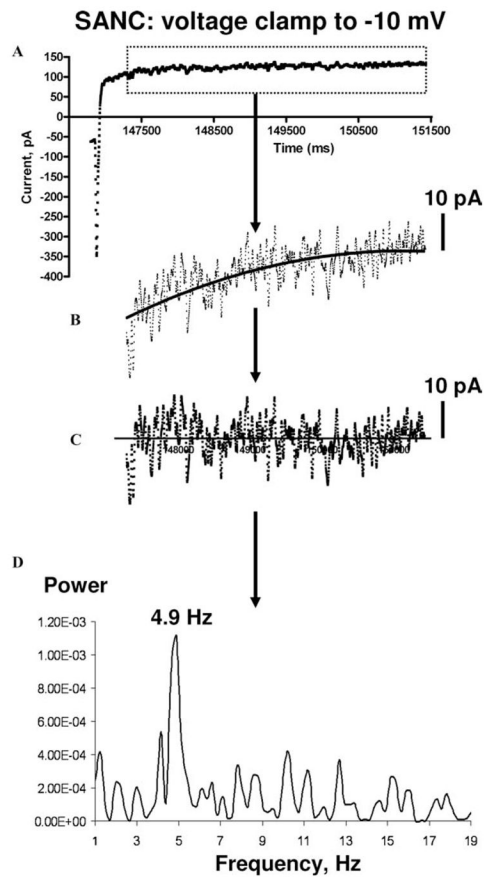 SANC: voltage clamp to -10 mV
A
150
100
50
0
-50
-100
-150
-200
-250
-300
-350
-400
Current, pA
147500 148500 149500 150500 151500
Time (ms)
10 pA
B
10 pA
C
148000 149000
D
Power
4.9 Hz
1.20E-03
1.00E-03
8.00E-04
6.00E-04
4.00E-04
2.00E-04
0.00E+00
1 3 5 7 9 11 13 15 17 19
Frequency, Hz